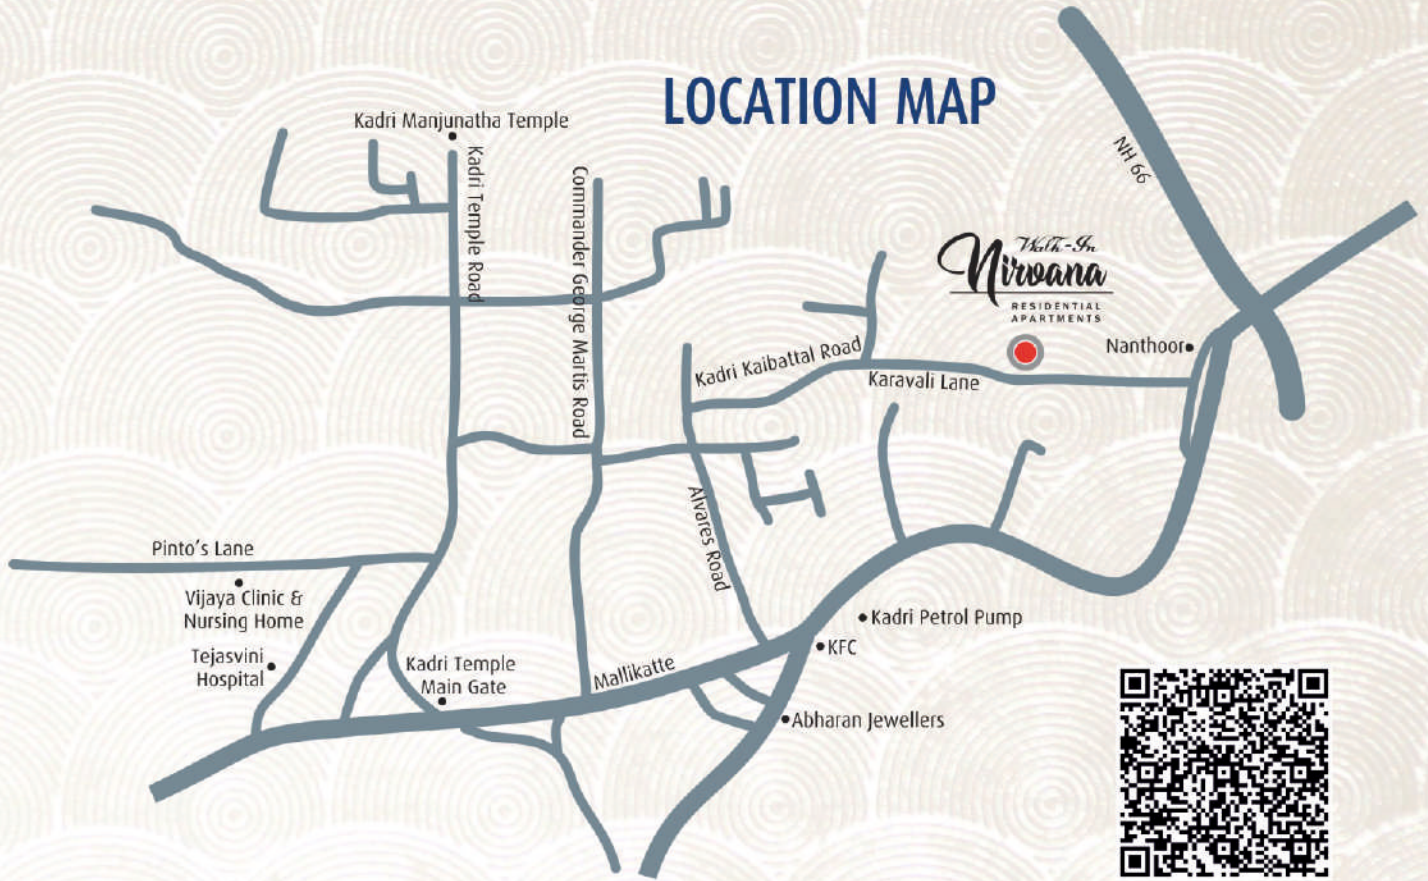 LOCATION MAP
Kadri Manjunatha Temple
Kadri Temple Road
Commander George Martis Road
NH 66
Walk-In
Nirvana
RESIDENTIAL
APARTMENTS
Nanthoor
Kadri Kaibattal Road
Karavali Lane
Alvares Road
Pinto's Lane
Vijaya Clinic &
Nursing Home
Tejasvini
Hospital
Kadri Temple
Main Gate
Mallikatte
Kadri Petrol Pump
KFC
Abharan Jewellers